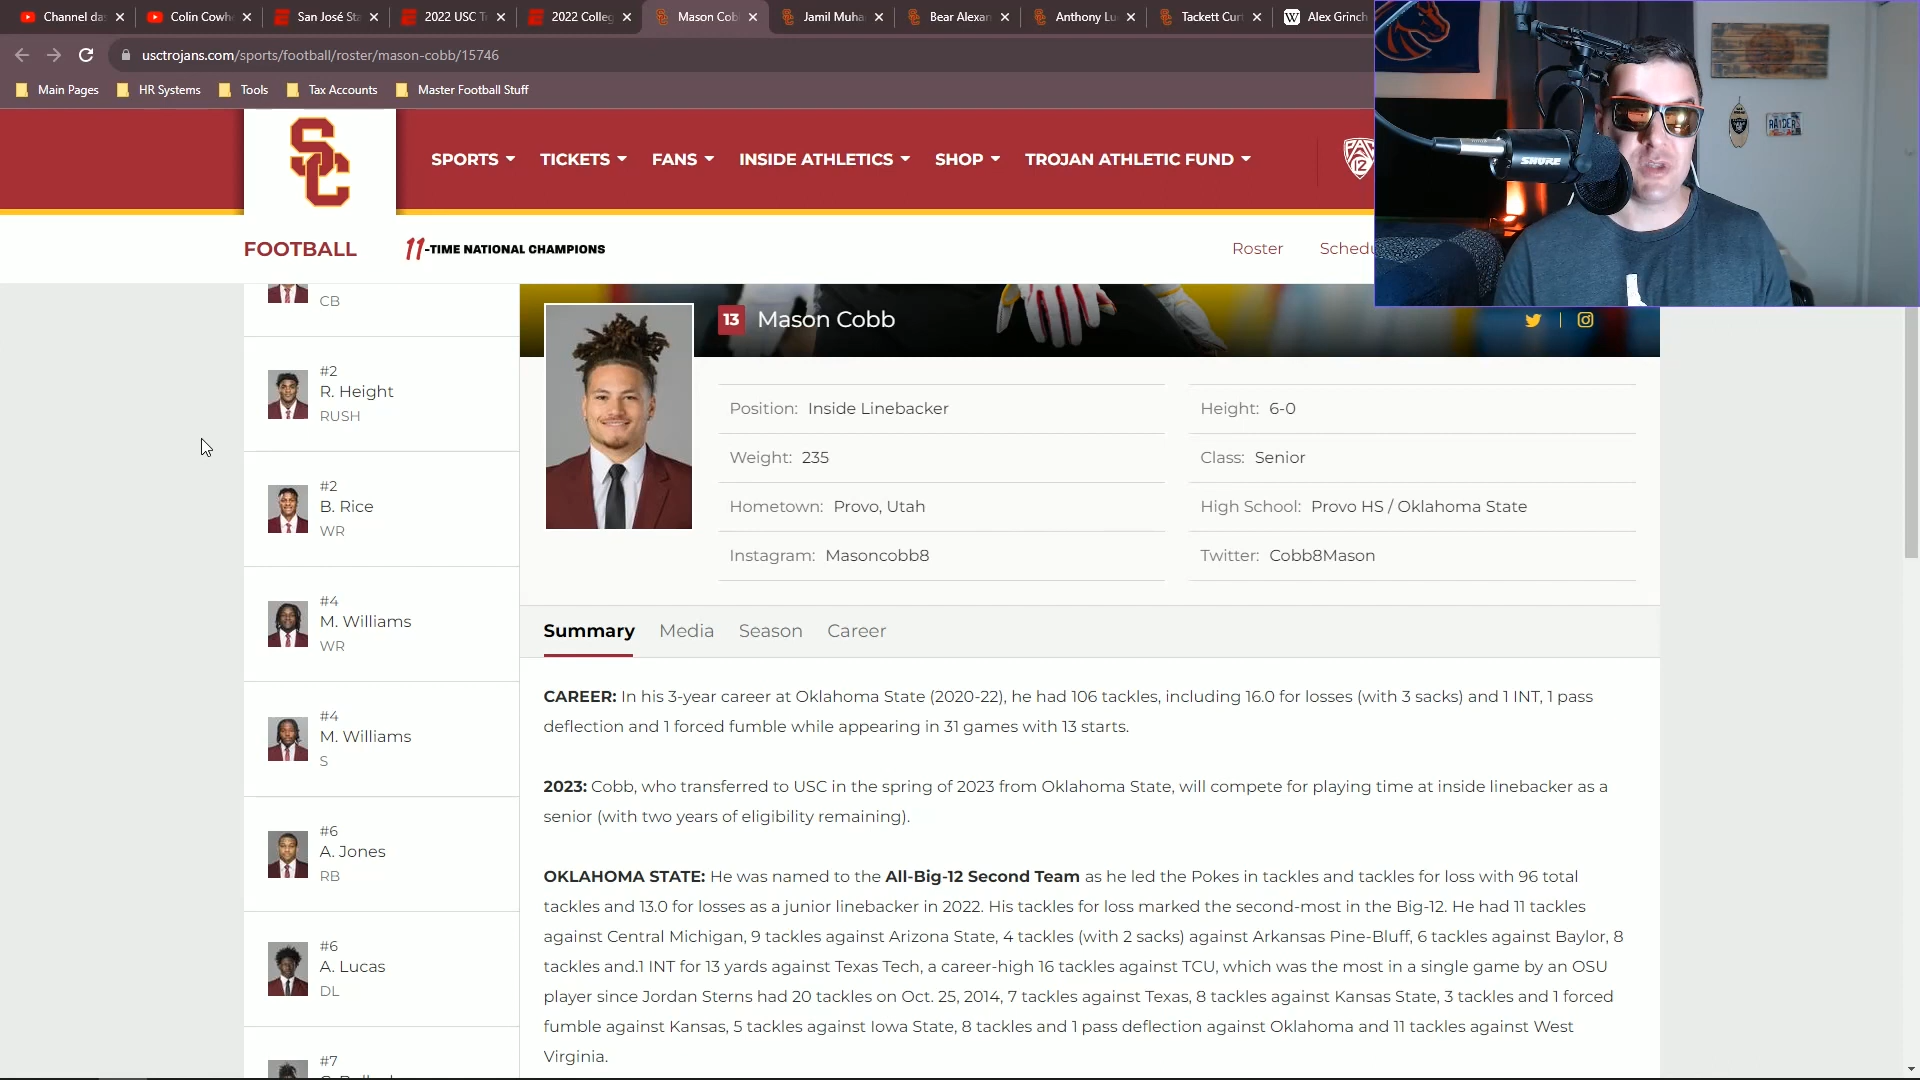 Channel da
Colin Cowh
San José Sta
2022 USC T
2022 Colleg
Mason Cob
Jamil Muha
Bear Alexan
Anthony Lu
Tackett Curt
Alex Grinch
usctrojans.com/sports/football/roster/mason-cobb/15746
Main Pages
HR Systems
Tools
Tax Accounts
Master Football Stuff
SC
SPORTS
TICKETS
FANS
INSIDE ATHLETICS
SHOP
TROJAN ATHLETIC FUND
PAC
12
SHURE
RAIDERS
FOOTBALL
11-TIME NATIONAL CHAMPIONS
Roster
Schedu
CB
#2
R. Height
RUSH
#2
B. Rice
WR
#4
M. Williams
WR
#4
M. Williams
S
#6
A. Jones
RB
#6
A. Lucas
DL
#7
13 Mason Cobb
Position: Inside Linebacker
Height: 6-0
Weight: 235
Class: Senior
Hometown: Provo, Utah
High School: Provo HS / Oklahoma State
Instagram: Masoncobb8
Twitter: Cobb8Mason
Summary
Media
Season
Career
CAREER: In his 3-year career at Oklahoma State (2020-22), he had 106 tackles, including 16.0 for losses (with 3 sacks) and 1 INT, 1 pass
deflection and 1 forced fumble while appearing in 31 games with 13 starts.
2023: Cobb, who transferred to USC in the spring of 2023 from Oklahoma State, will compete for playing time at inside linebacker as a
senior (with two years of eligibility remaining).
OKLAHOMA STATE: He was named to the All-Big-12 Second Team as he led the Pokes in tackles and tackles for loss with 96 total
tackles and 13.0 for losses as a junior linebacker in 2022. His tackles for loss marked the second-most in the Big-12. He had 11 tackles
against Central Michigan, 9 tackles against Arizona State, 4 tackles (with 2 sacks) against Arkansas Pine-Bluff, 6 tackles against Baylor, 8
tackles and.1 INT for 13 yards against Texas Tech, a career-high 16 tackles against TCU, which was the most in a single game by an OSU
player since Jordan Sterns had 20 tackles on Oct. 25, 2014, 7 tackles against Texas, 8 tackles against Kansas State, 3 tackles and 1 forced
fumble against Kansas, 5 tackles against Iowa State, 8 tackles and 1 pass deflection against Oklahoma and 11 tackles against West
Virginia.